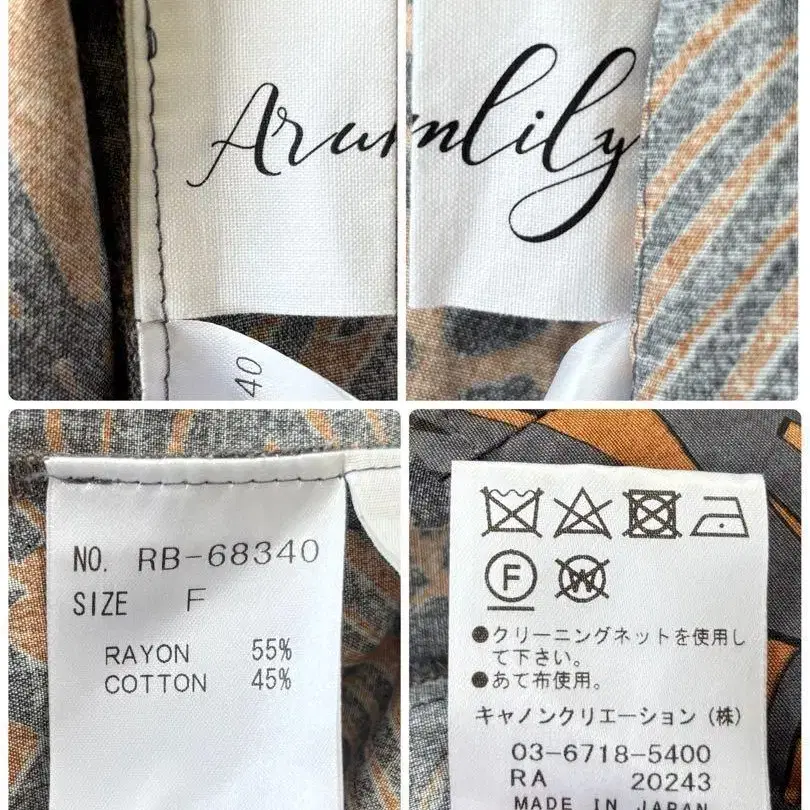 Arumlily
40
NO. RB-68340
SIZE F
RAYON 55%
COTTON 45%
F
W
●クリーニングネットを使用し
て下さい。
●あて布使用。
キャノンクリエーション（株）
03-6718-5400
RA 20243
MADE IN JAPAN